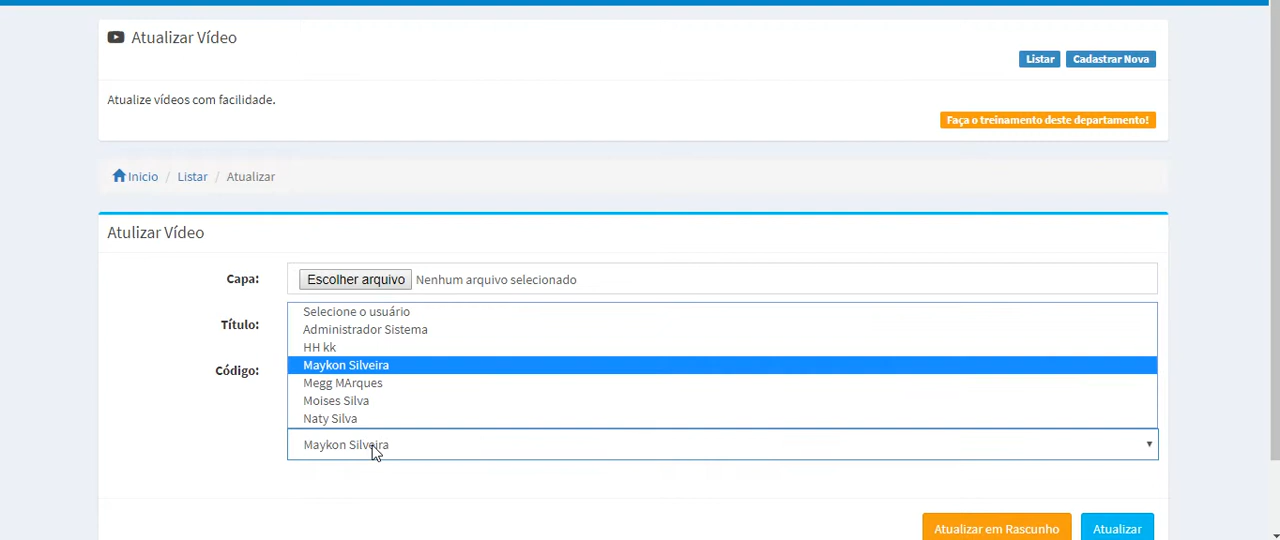 Atualizar Vídeo
Listar Cadastrar Nova
Atualize vídeos com facilidade.
Faça o treinamento deste departamento!
Inicio / Listar / Atualizar
Atulizar Vídeo
Capa: Escolher arquivo Nenhum arquivo selecionado
Título:
Código:
Selecione o usuário
Administrador Sistema
HH kk
Maykon Silveira
Megg MArques
Moises Silva
Naty Silva
Maykon Silveira
Atualizar em Rascunho Atualizar